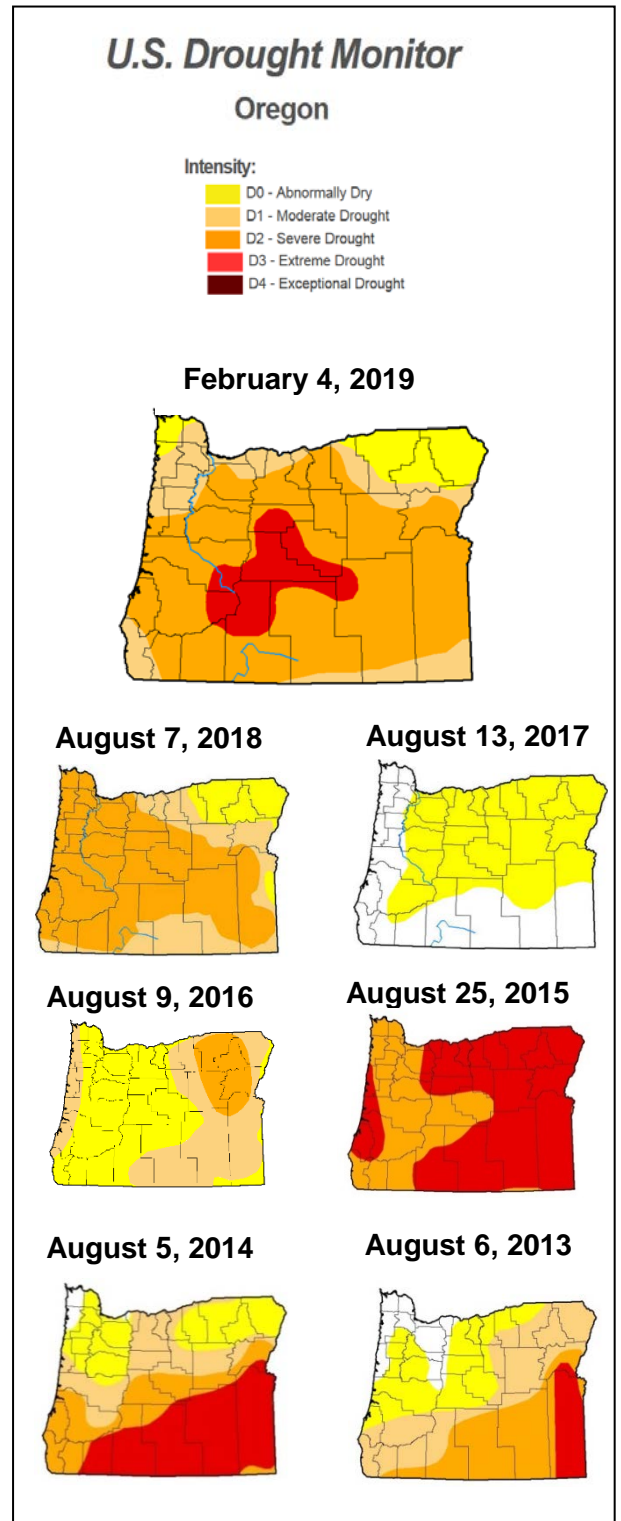 U.S. Drought Monitor
Oregon
Intensity:
D0 - Abnormally Dry
D1 - Moderate Drought
D2 - Severe Drought
D3 - Extreme Drought
D4 - Exceptional Drought
February 4, 2019
August 7, 2018
August 13, 2017
August 9, 2016
August 25, 2015
August 5, 2014
August 6, 2013